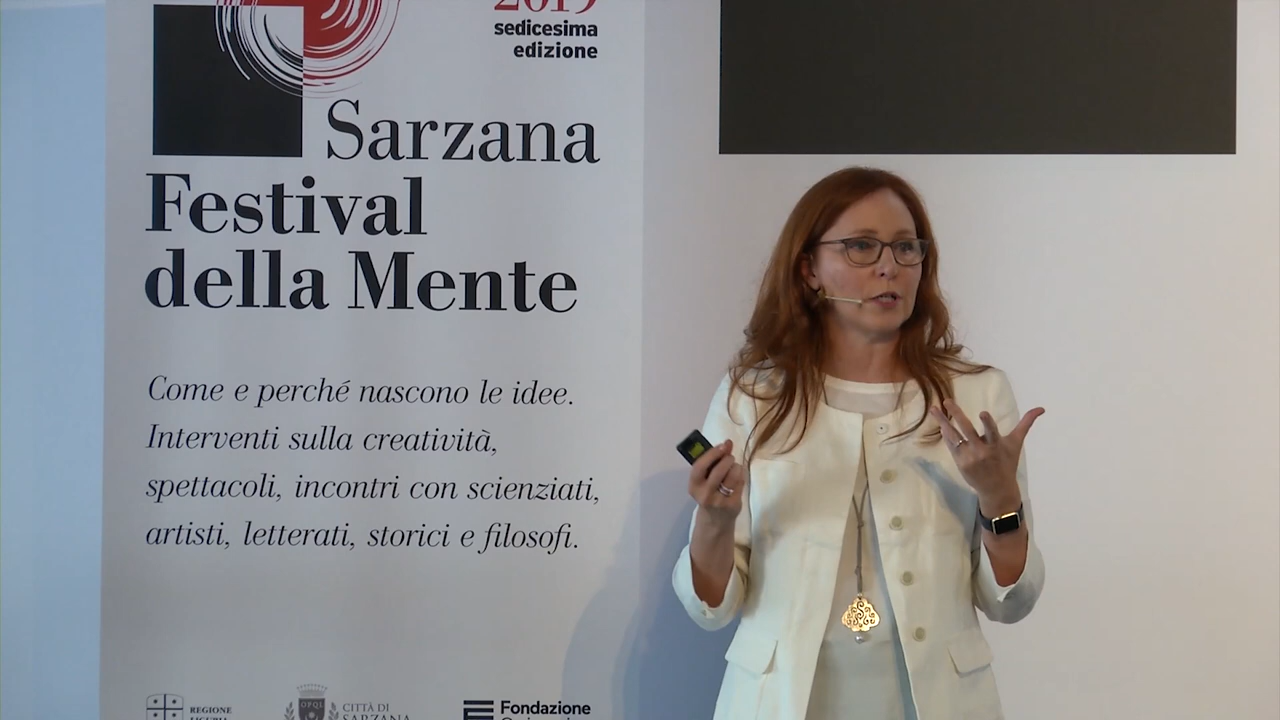 2019
sedicesima
edizione
Sarzana
Festival
della Mente
Come e perché nascono le idee.
Interventi sulla creatività,
spettacoli, incontri con scienziati,
artisti, letterati, storici e filosofi.
REGIONE
CITTÀ DI
SARZANA
Fondazione